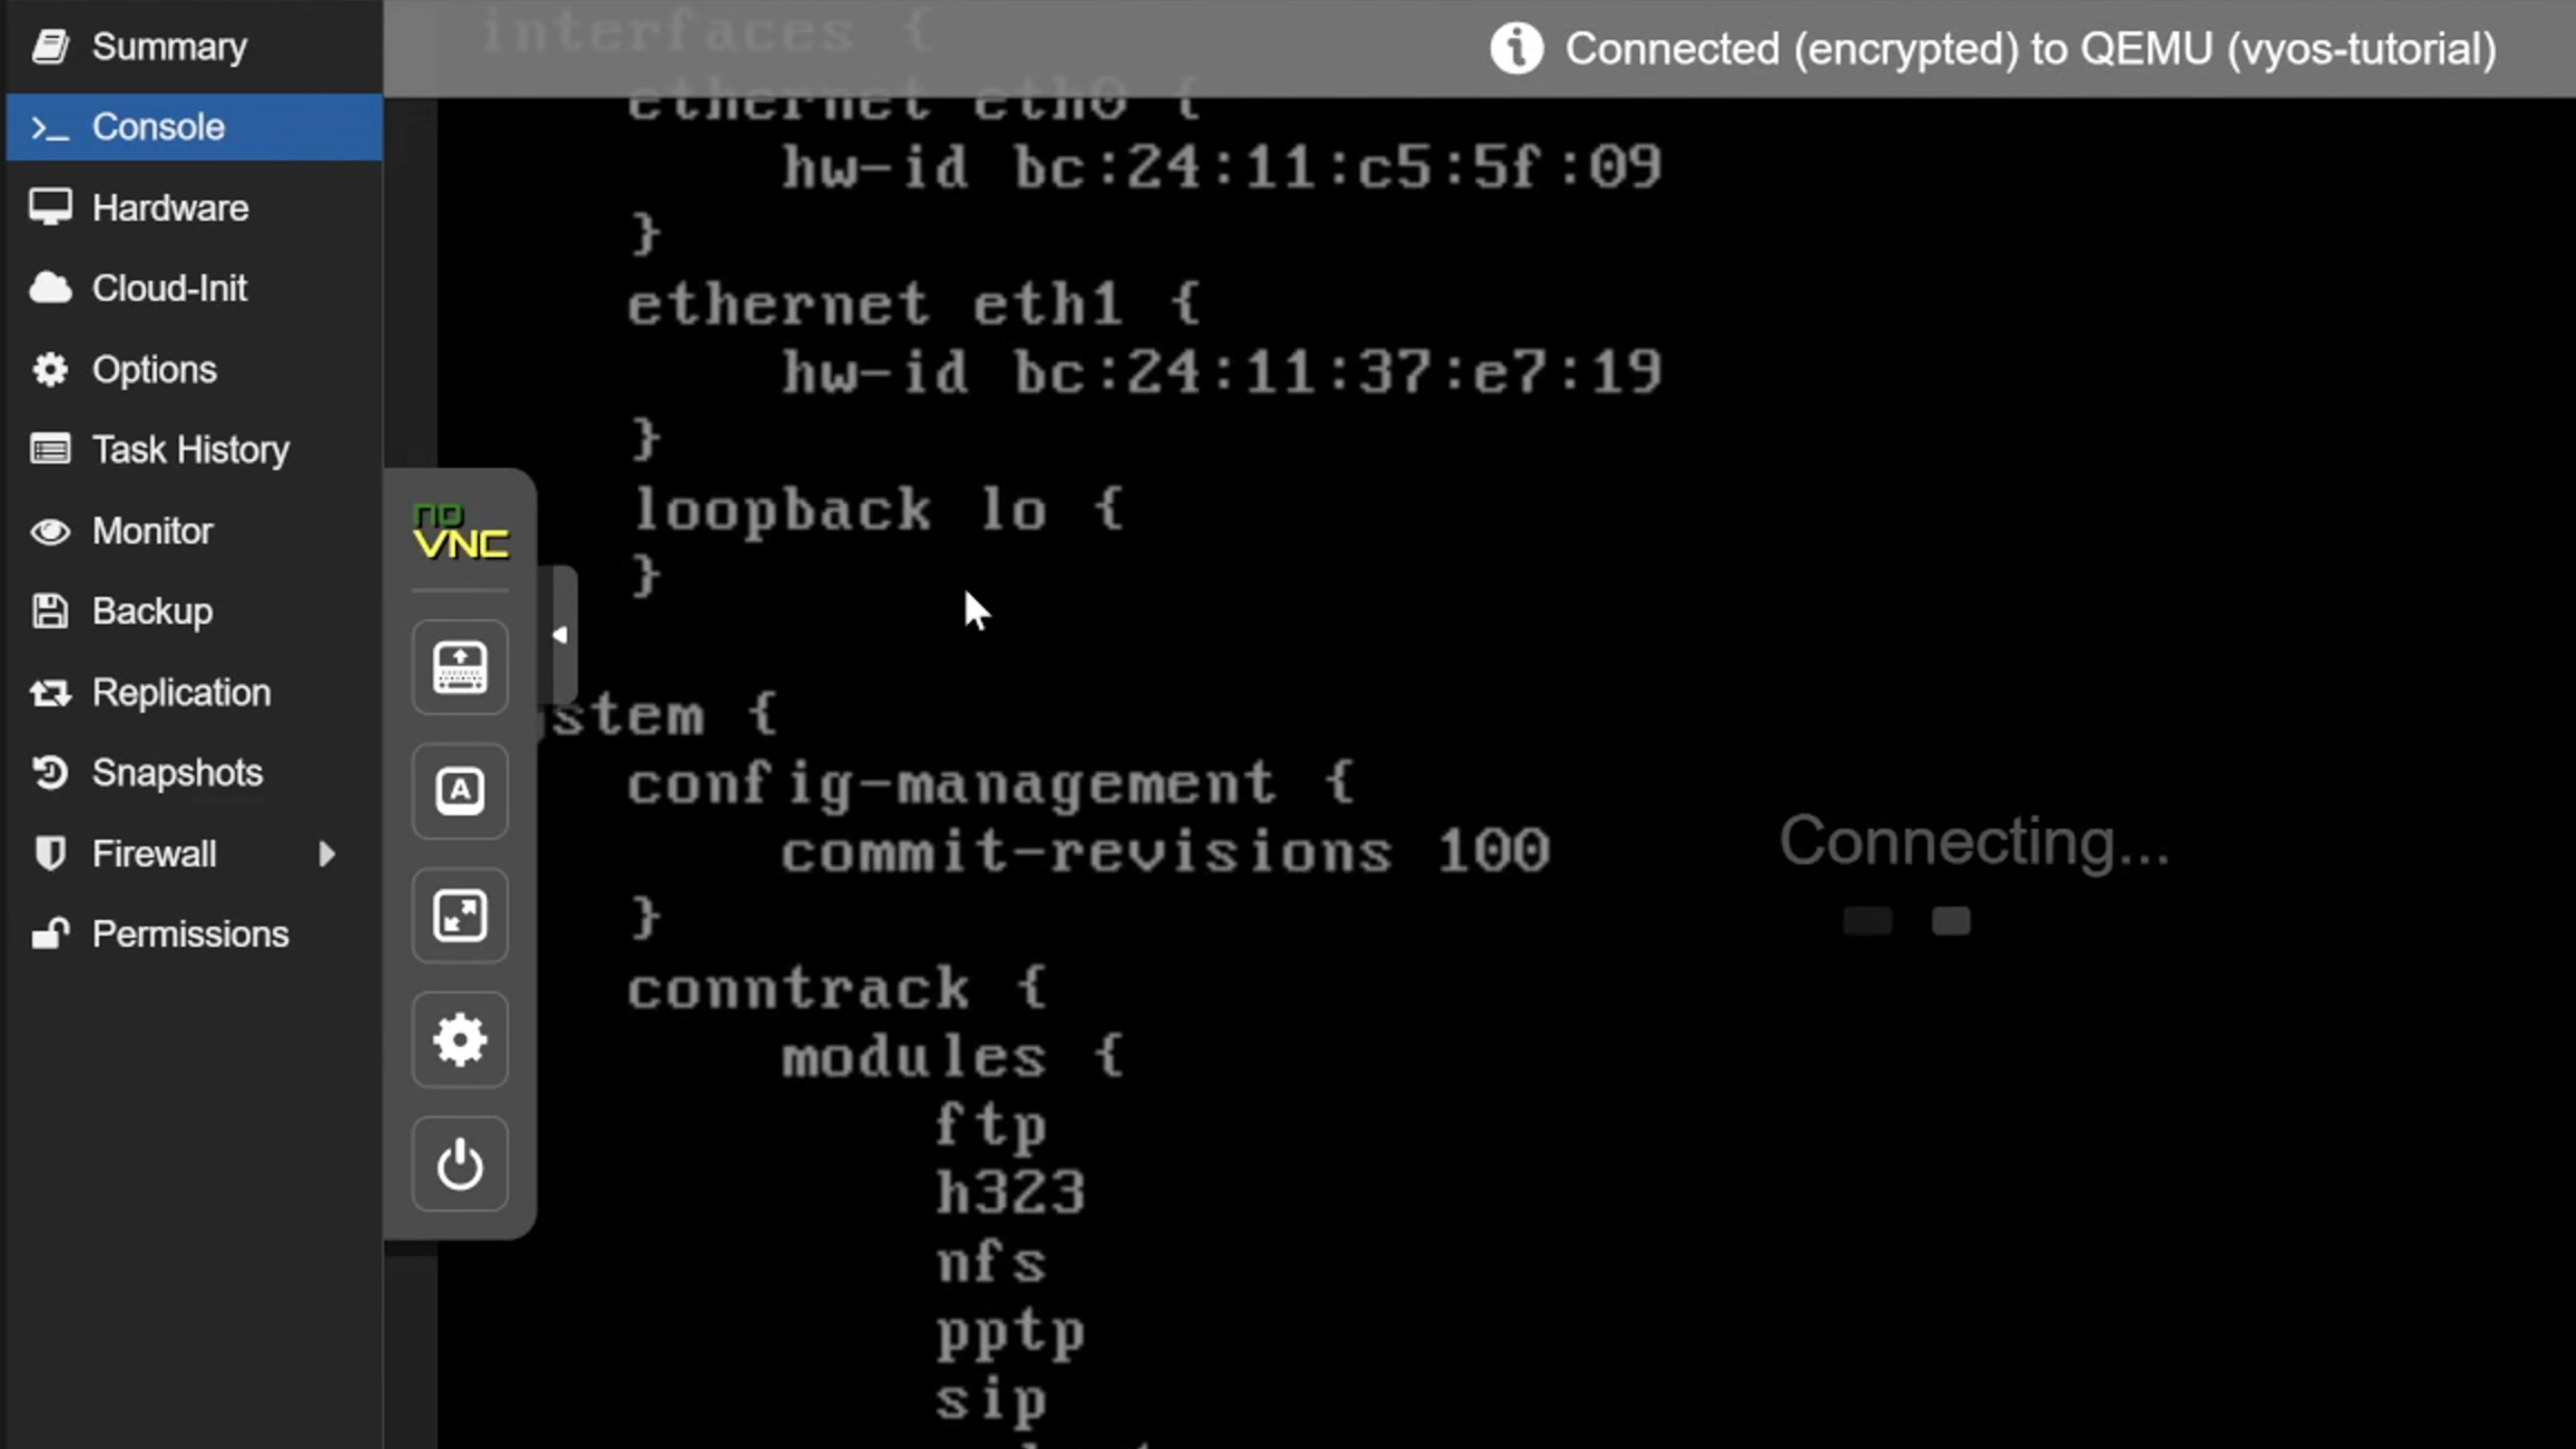 Summary
Console
Hardware
Cloud-Init
Options
Task History
Monitor
Backup
Replication
Snapshots
Firewall
Permissions
no
VNC
A
Connected (encrypted) to QEMU (vyos-tutorial)
interfaces {
ethernet eth0 {
hw-id bc:24:11:c5:5f:09
}
ethernet eth1 {
hw-id bc:24:11:37:e7:19
}
loopback lo {
}
stem {
config-management {
commit-revisions 100
}
conntrack {
modules {
ftp
h323
nfs
pptp
sip
Connecting...